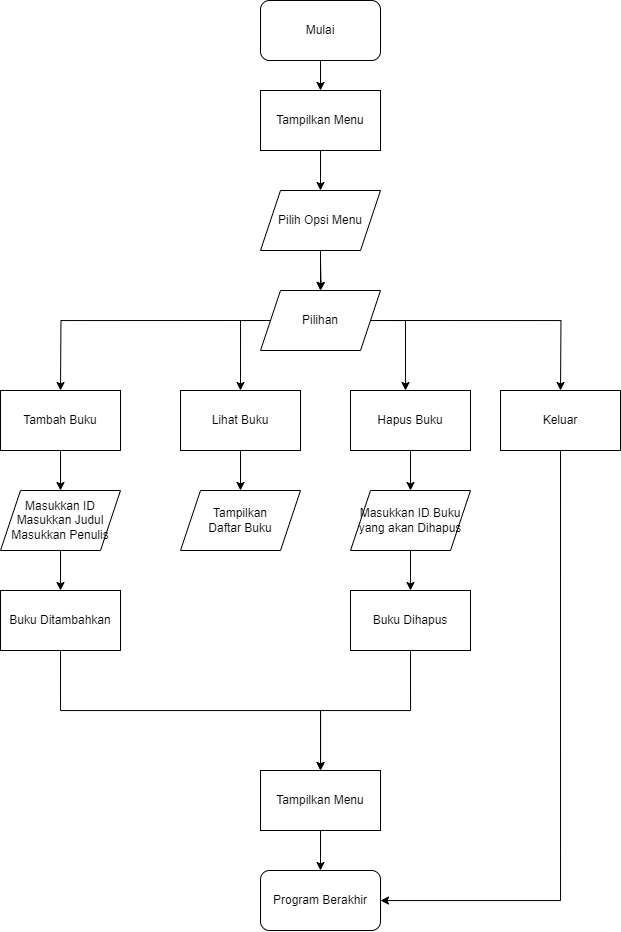 Mulai
Tampilkan Menu
Pilih Opsi Menu
Pilihan
Tambah Buku
Lihat Buku
Hapus Buku
Keluar
Masukkan ID
Masukkan Judul
Masukkan Penulis
Tampilkan
Daftar Buku
Masukkan ID Buku
yang akan Dihapus
Buku Ditambahkan
Buku Dihapus
Tampilkan Menu
Program Berakhir